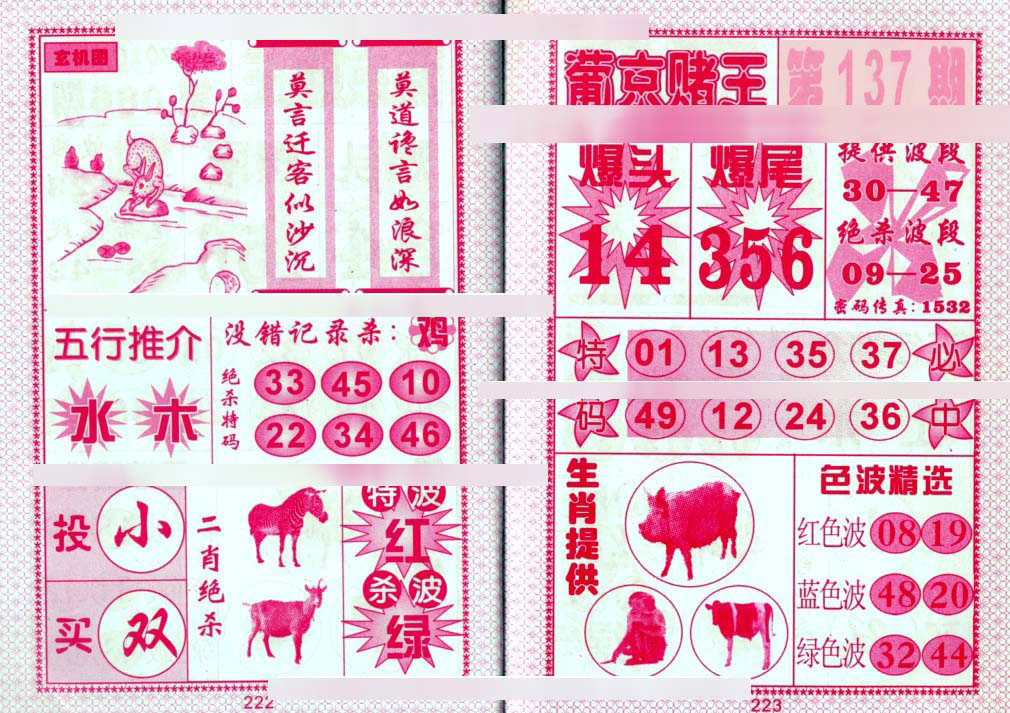 玄机图
莫道谗言如浪深
莫言迁客似沙沉
五行推介
水 木
没错记录杀：鸡
绝杀特码
33 45 10
22 34 46
投 小
买 双
二肖绝杀
特波
红
杀波
绿
222
葡京赌王
第137期
爆头
14
爆尾
356
提供波段
30—47
绝杀波段
09—25
密码传真：1532
特码
01 13 35 37
49 12 24 36
必中
生肖提供
色波精选
红色波 08 19
蓝色波 48 20
绿色波 32 44
223